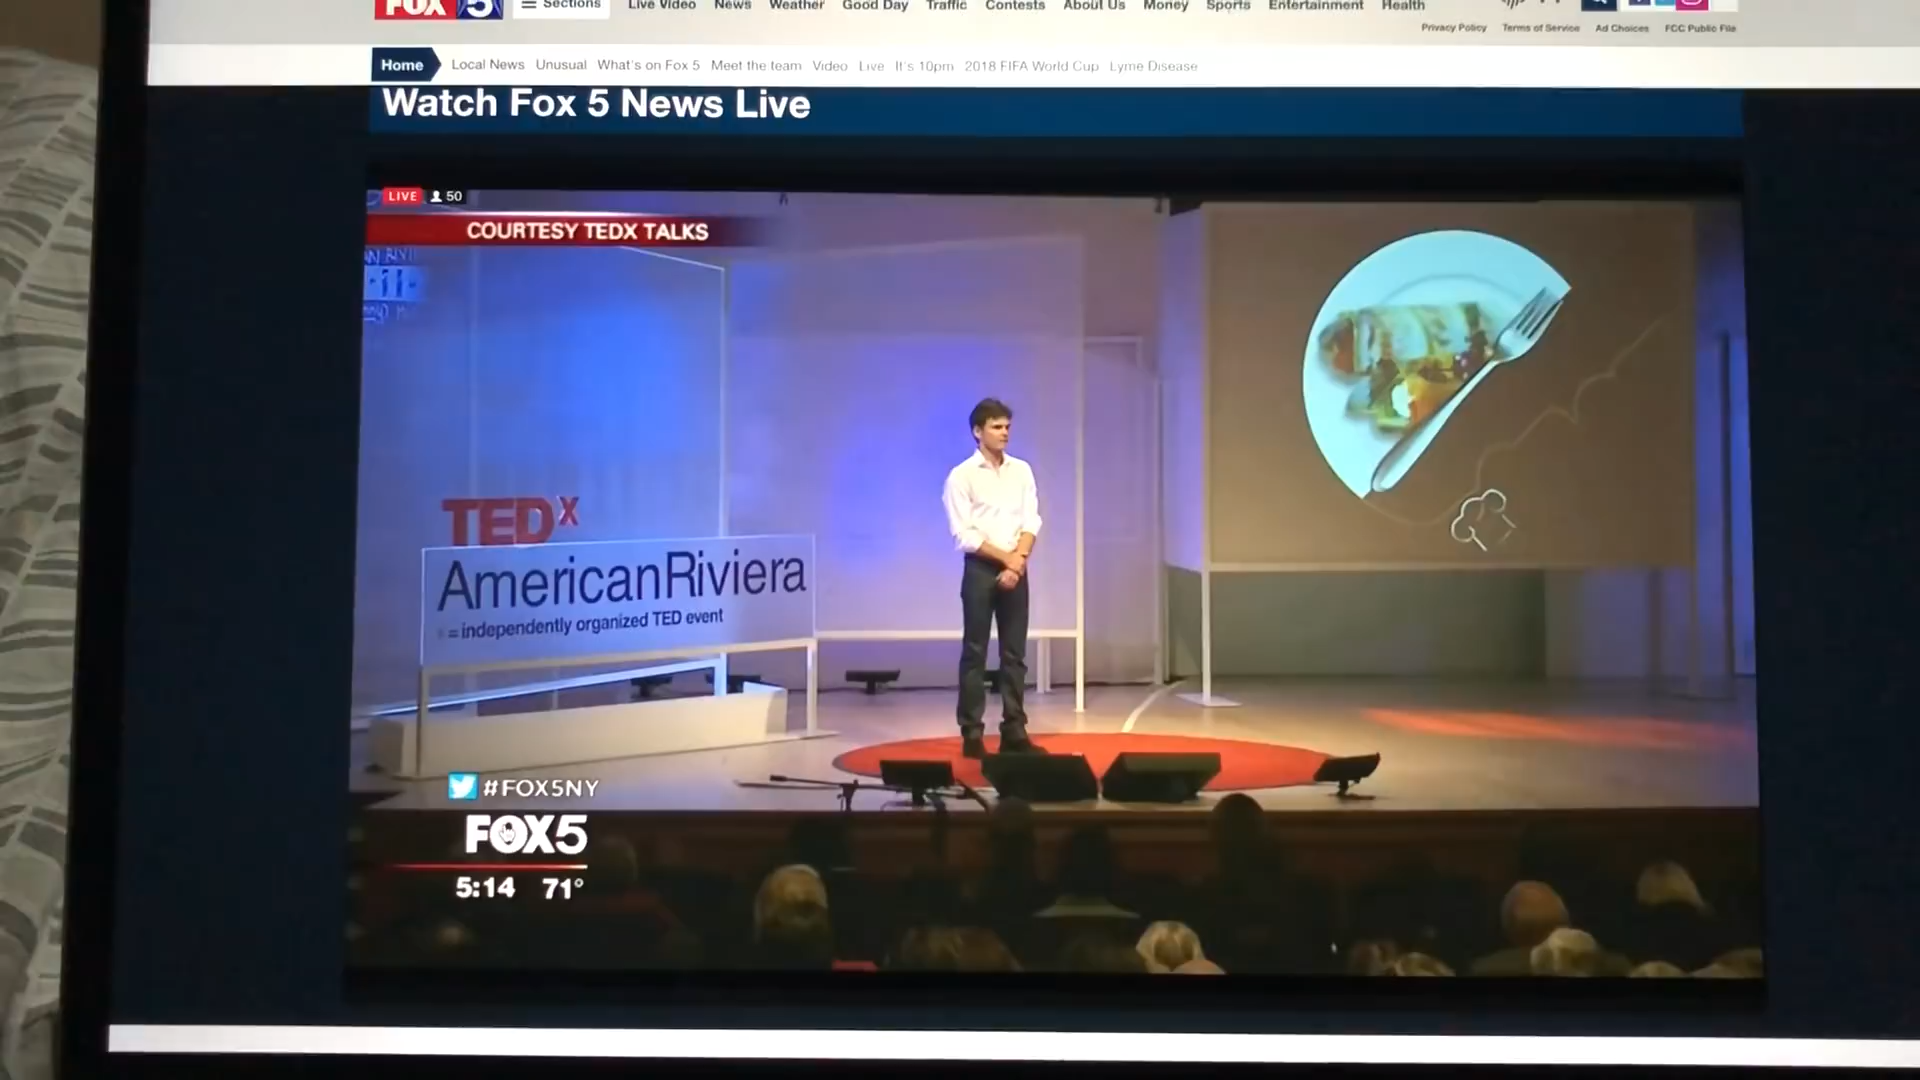 FOX 5
Sections
Live Video News Weather Good Day Traffic Contests About Us Money Sports Entertainment Health
Privacy Policy Terms of Service Ad Choices FCC Public File
Home Local News Unusual What's on Fox 5 Meet the team Video Live It's 10pm 2018 FIFA World Cup Lyme Disease
Watch Fox 5 News Live
LIVE 50
COURTESY TEDX TALKS
TEDx
AmericanRiviera
x = independently organized TED event
#FOX5NY
FOX5
5:14 71°